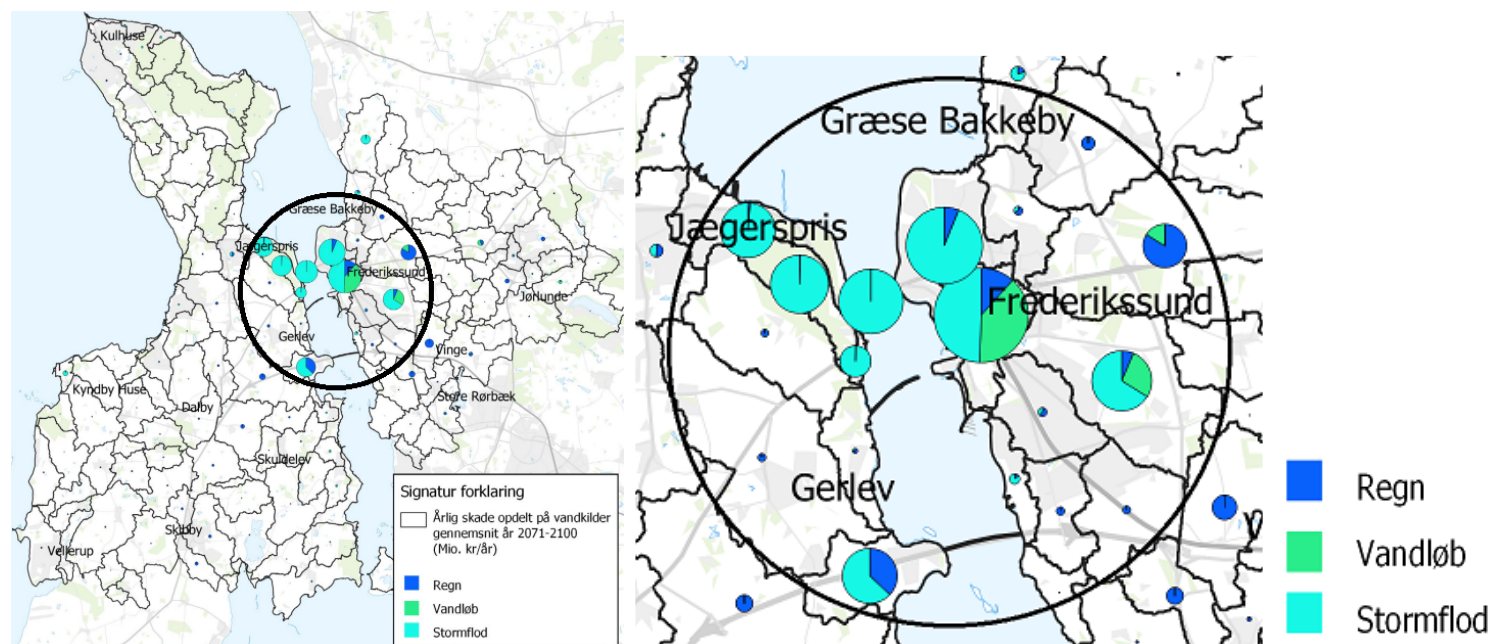 Kulhuse
Græse Bakkeby
Jægerspris
Frederikssund
Jørlunde
Gerlev
Vinge
Kyndby Huse
Dalby
Store Rørbæk
Skuldelev
Skibby
Vellerup
Signatur forklaring
Årlig skade opdelt på vandkilder
gennemsnit år 2071-2100
(Mio. kr/år)
Regn
Vandløb
Stormflod
Græse Bakkeby
Jægerspris
Frederikssund
Gerlev
V
Regn
Vandløb
Stormflod